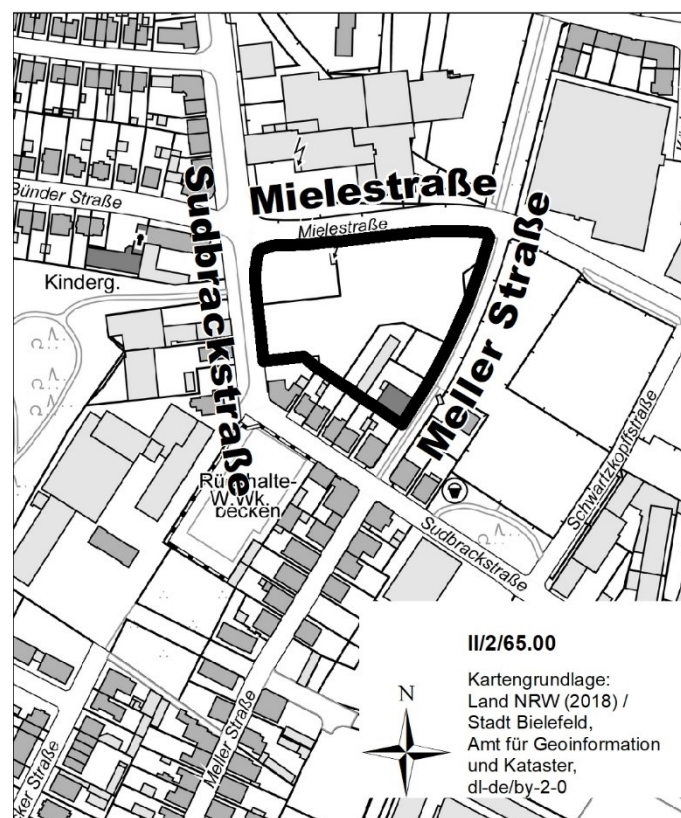 Mielestraße
Bünder Straße
Mielestraße
Sudbrackstraße
Kinderg.
Meller Straße
Schwartzkopffstraße
W.Wk.
becken
Sudbrackstraße
II/2/65.00
Kartengrundlage:
Land NRW (2018) /
Stadt Bielefeld,
Amt für Geoinformation
und Kataster,
dl-de/by-2-0
N
Meller Straße
cker Straße